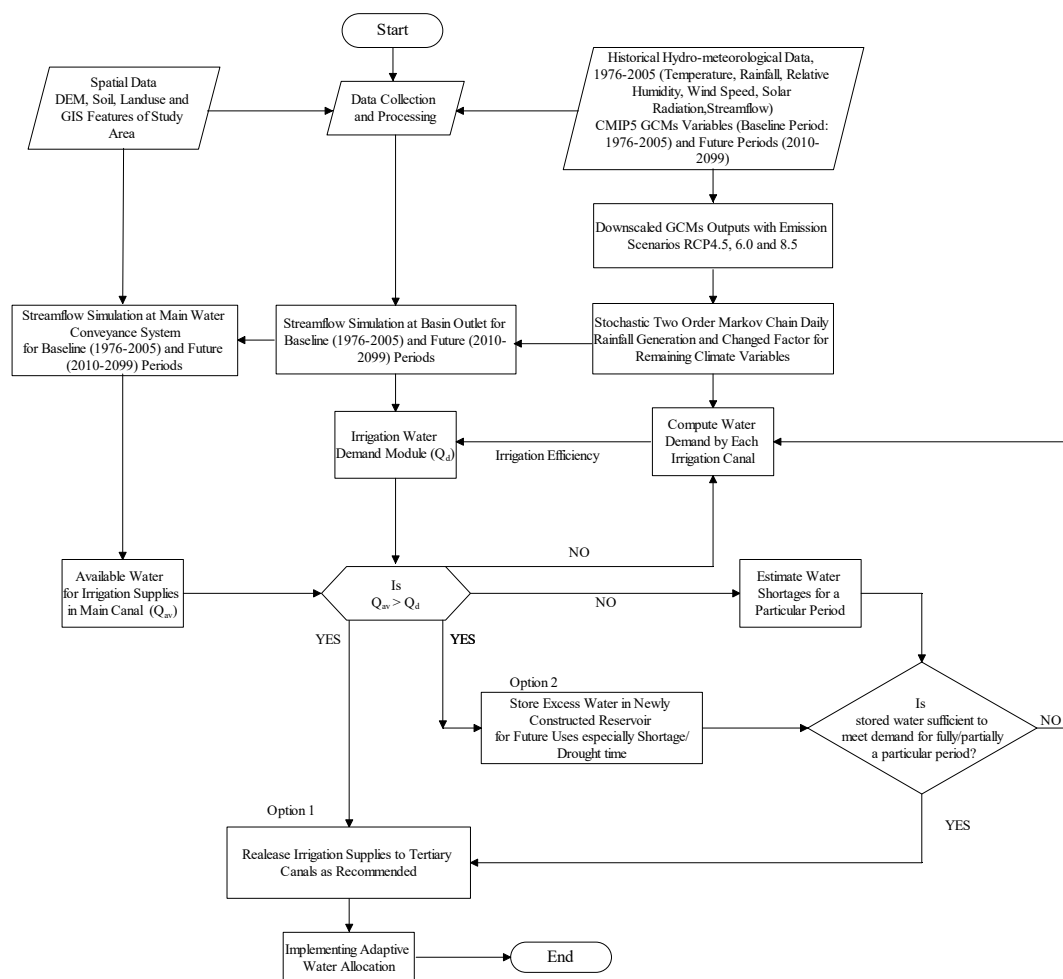 Start
Spatial Data
DEM, Soil, Landuse and
GIS Features of Study
Area
Data Collection
and Processing
Historical Hydro-meteorological Data,
1976-2005 (Temperature, Rainfall, Relative
Humidity, Wind Speed, Solar
Radiation,Streamflow)
CMIP5 GCMs Variables (Baseline Period:
1976-2005) and Future Periods (2010-
2099)
Downscaled GCMs Outputs with Emission
Scenarios RCP4.5, 6.0 and 8.5
Streamflow Simulation at Main Water
Conveyance System
for Baseline (1976-2005) and Future
(2010-2099) Periods
Streamflow Simulation at Basin Outlet for
Baseline (1976-2005) and Future (2010-
2099) Periods
Stochastic Two Order Markov Chain Daily
Rainfall Generation and Changed Factor for
Remaining Climate Variables
Irrigation Water
Demand Module (Qd)
Irrigation Efficiency
Compute Water
Demand by Each
Irrigation Canal
NO
Available Water
for Irrigation Supplies
in Main Canal (Qav)
Is
Qav > Qd
NO
Estimate Water
Shortages for a
Particular Period
YES
YES
Option 2
Store Excess Water in Newly
Constructed Reservoir
for Future Uses especially Shortage/
Drought time
Is
stored water sufficient to
meet demand for fully/partially
a particular period?
NO
YES
Option 1
Realease Irrigation Supplies to Tertiary
Canals as Recommended
Implementing Adaptive
Water Allocation
End